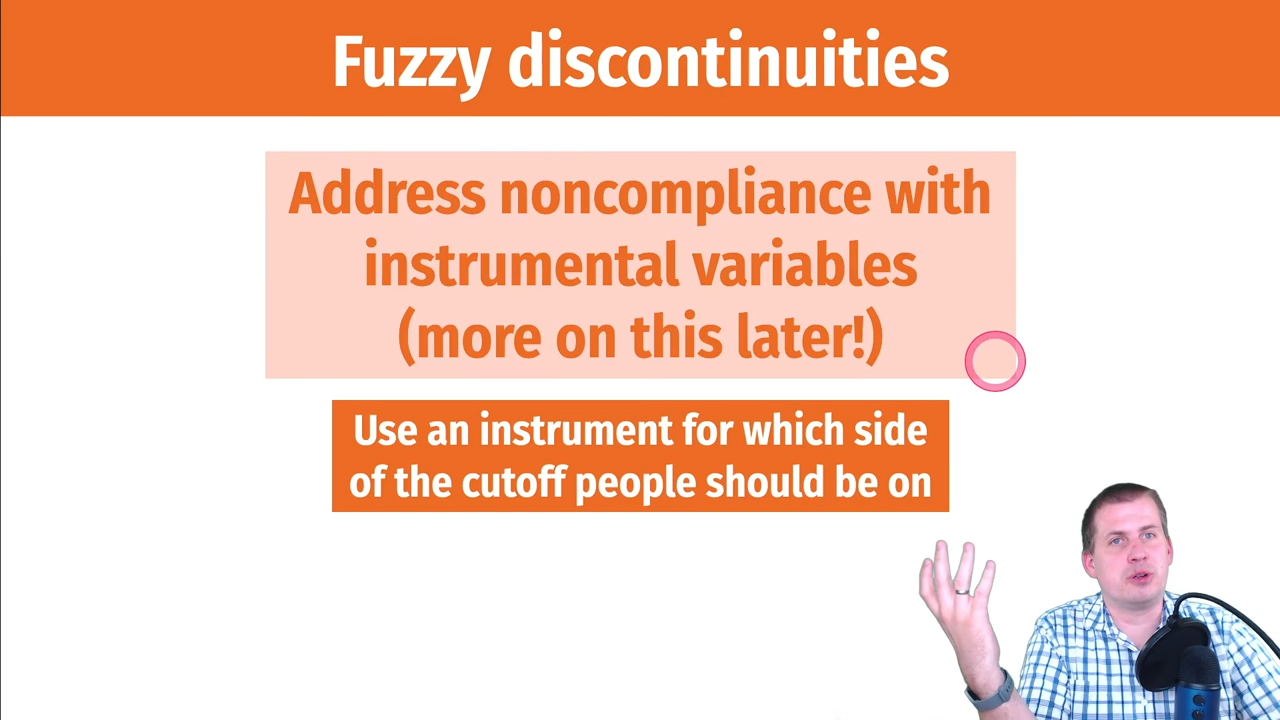 Fuzzy discontinuities
Address noncompliance with
instrumental variables
(more on this later!)
Use an instrument for which side
of the cutoff people should be on